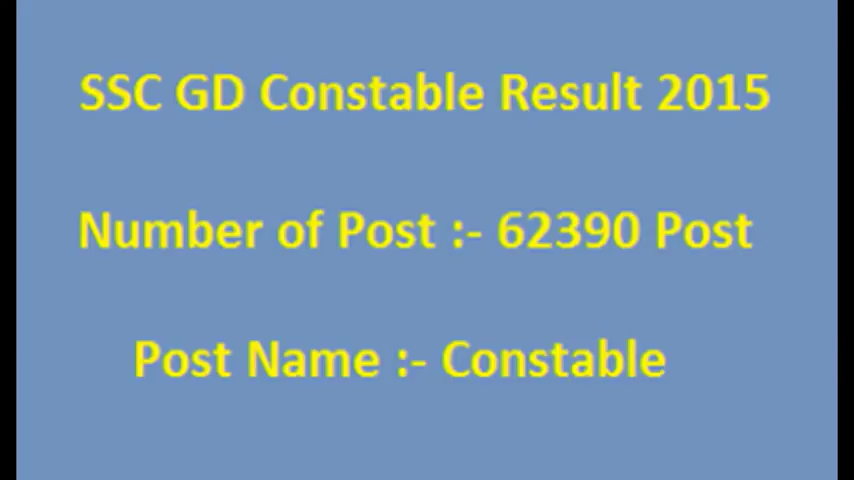 SSC GD Constable Result 2015
Number of Post :- 62390 Post
Post Name :- Constable